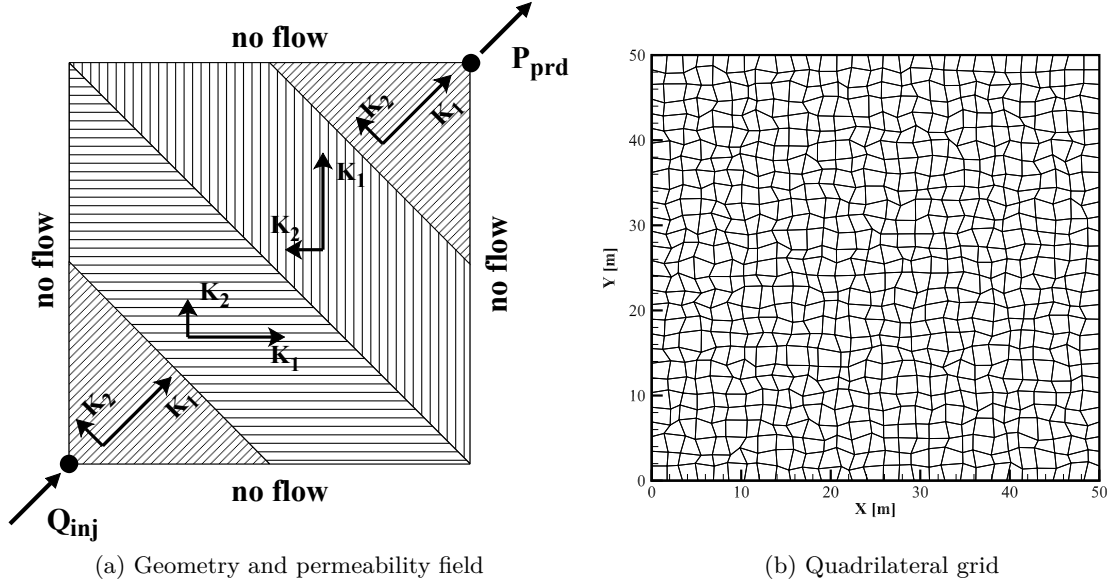 no flow
P_prd
K_2
K_1
K_1
K_2
no flow
no flow
K_2
K_1
K_2
K_1
no flow
Q_inj
(a) Geometry and permeability field
50
40
30
Y [m]
20
10
0
0 10 20 30 40 50
X [m]
(b) Quadrilateral grid